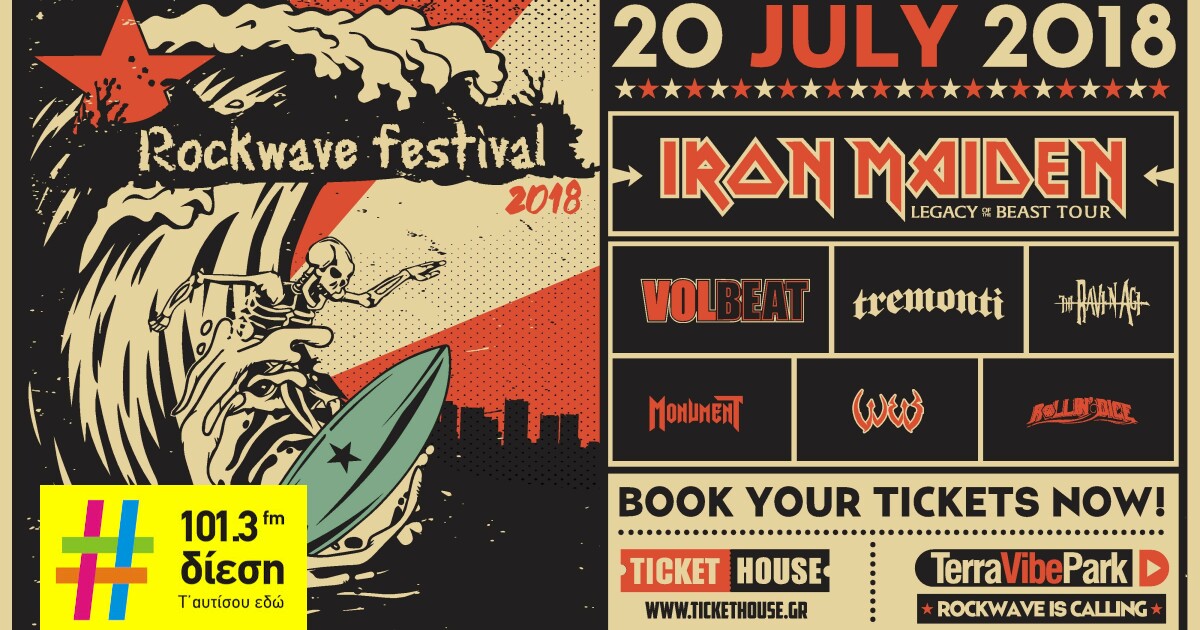 Rockwave festival
2018
101.3 fm
δίεση
Τ'αυτίσου εδώ
20 JULY 2018
IRON MAIDEN
LEGACY OF THE BEAST TOUR
VOLBEAT
tremonti
THE RAVEN AGE
MONUMENT
W.E.B.
ROLLIN' DICE
BOOK YOUR TICKETS NOW!
TICKET HOUSE
WWW.TICKETHOUSE.GR
TerraVibePark
ROCKWAVE IS CALLING